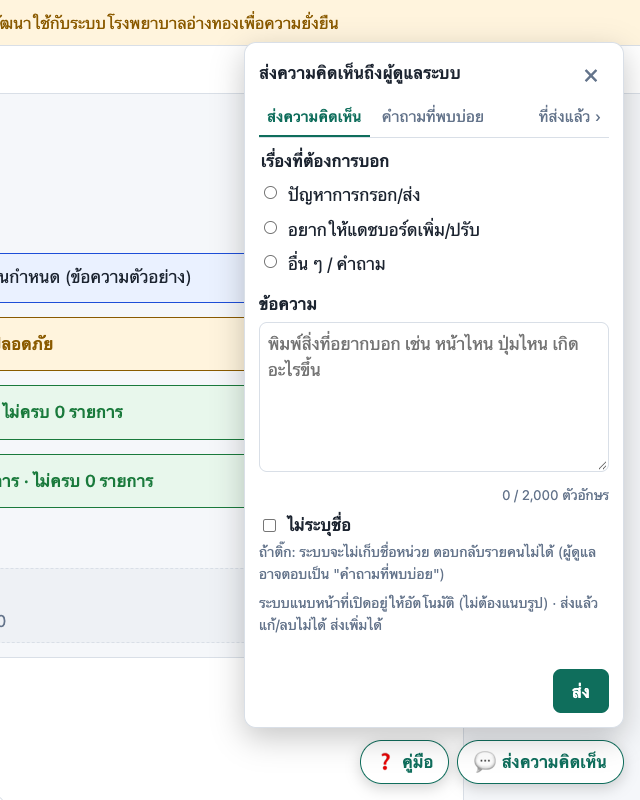 ัฒนา ใช้กับระบบโรงพยาบาลอ่างทองเพื่อความยั่งยืน
ส่งความคิดเห็นถึงผู้ดูแลระบบ ×
ส่งความคิดเห็น คำถามที่พบบ่อย ที่ส่งแล้ว ›
เรื่องที่ต้องการบอก
ปัญหาการกรอก/ส่ง
อยากให้แดชบอร์ดเพิ่ม/ปรับ
อื่น ๆ / คำถาม
ข้อความ
พิมพ์สิ่งที่อยากบอก เช่น หน้าไหน ปุ่มไหน เกิด
อะไรขึ้น
0 / 2,000 ตัวอักษร
ไม่ระบุชื่อ
ถ้าติ๊ก: ระบบจะไม่เก็บชื่อหน่วย ตอบกลับรายคนไม่ได้ (ผู้ดูแล
อาจตอบเป็น "คำถามที่พบบ่อย")
ระบบแนบหน้าที่เปิดอยู่ให้อัตโนมัติ (ไม่ต้องแนบรูป) · ส่งแล้ว
แก้/ลบไม่ได้ ส่งเพิ่มได้
ส่ง
นกำหนด (ข้อความตัวอย่าง)
ลอดภัย
ไม่ครบ 0 รายการ
การ · ไม่ครบ 0 รายการ
0
❓ คู่มือ
💬 ส่งความคิดเห็น